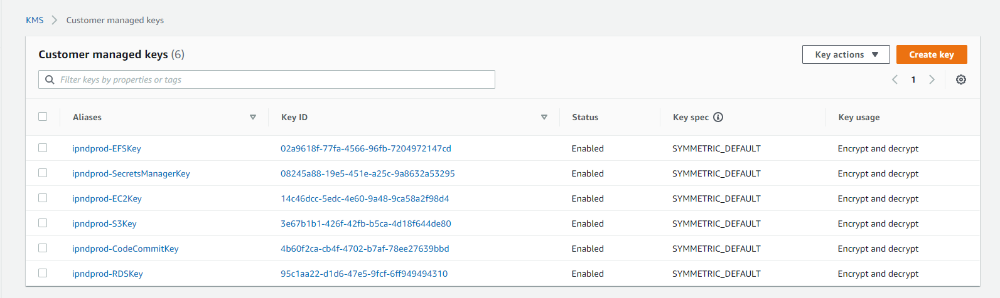 KMS > Customer managed keys
Customer managed keys (6)
Key actions
Create key
Filter keys by properties or tags
1
Aliases Key ID Status Key spec Key usage
ipndprod-EFSKey 02a9618f-77fa-4566-96fb-7204972147cd Enabled SYMMETRIC_DEFAULT Encrypt and decrypt
ipndprod-SecretsManagerKey 08245a88-19e5-451e-a25c-9a8632a53295 Enabled SYMMETRIC_DEFAULT Encrypt and decrypt
ipndprod-EC2Key 14c46dcc-5edc-4e60-9a48-9ca58a2f98d4 Enabled SYMMETRIC_DEFAULT Encrypt and decrypt
ipndprod-S3Key 3e67b1b1-426f-42fb-b5ca-4d18f644de80 Enabled SYMMETRIC_DEFAULT Encrypt and decrypt
ipndprod-CodeCommitKey 4b60f2ca-cb4f-4702-b7af-78ee27639bbd Enabled SYMMETRIC_DEFAULT Encrypt and decrypt
ipndprod-RDSKey 95c1aa22-d1d6-47e5-9fcf-6ff949494310 Enabled SYMMETRIC_DEFAULT Encrypt and decrypt